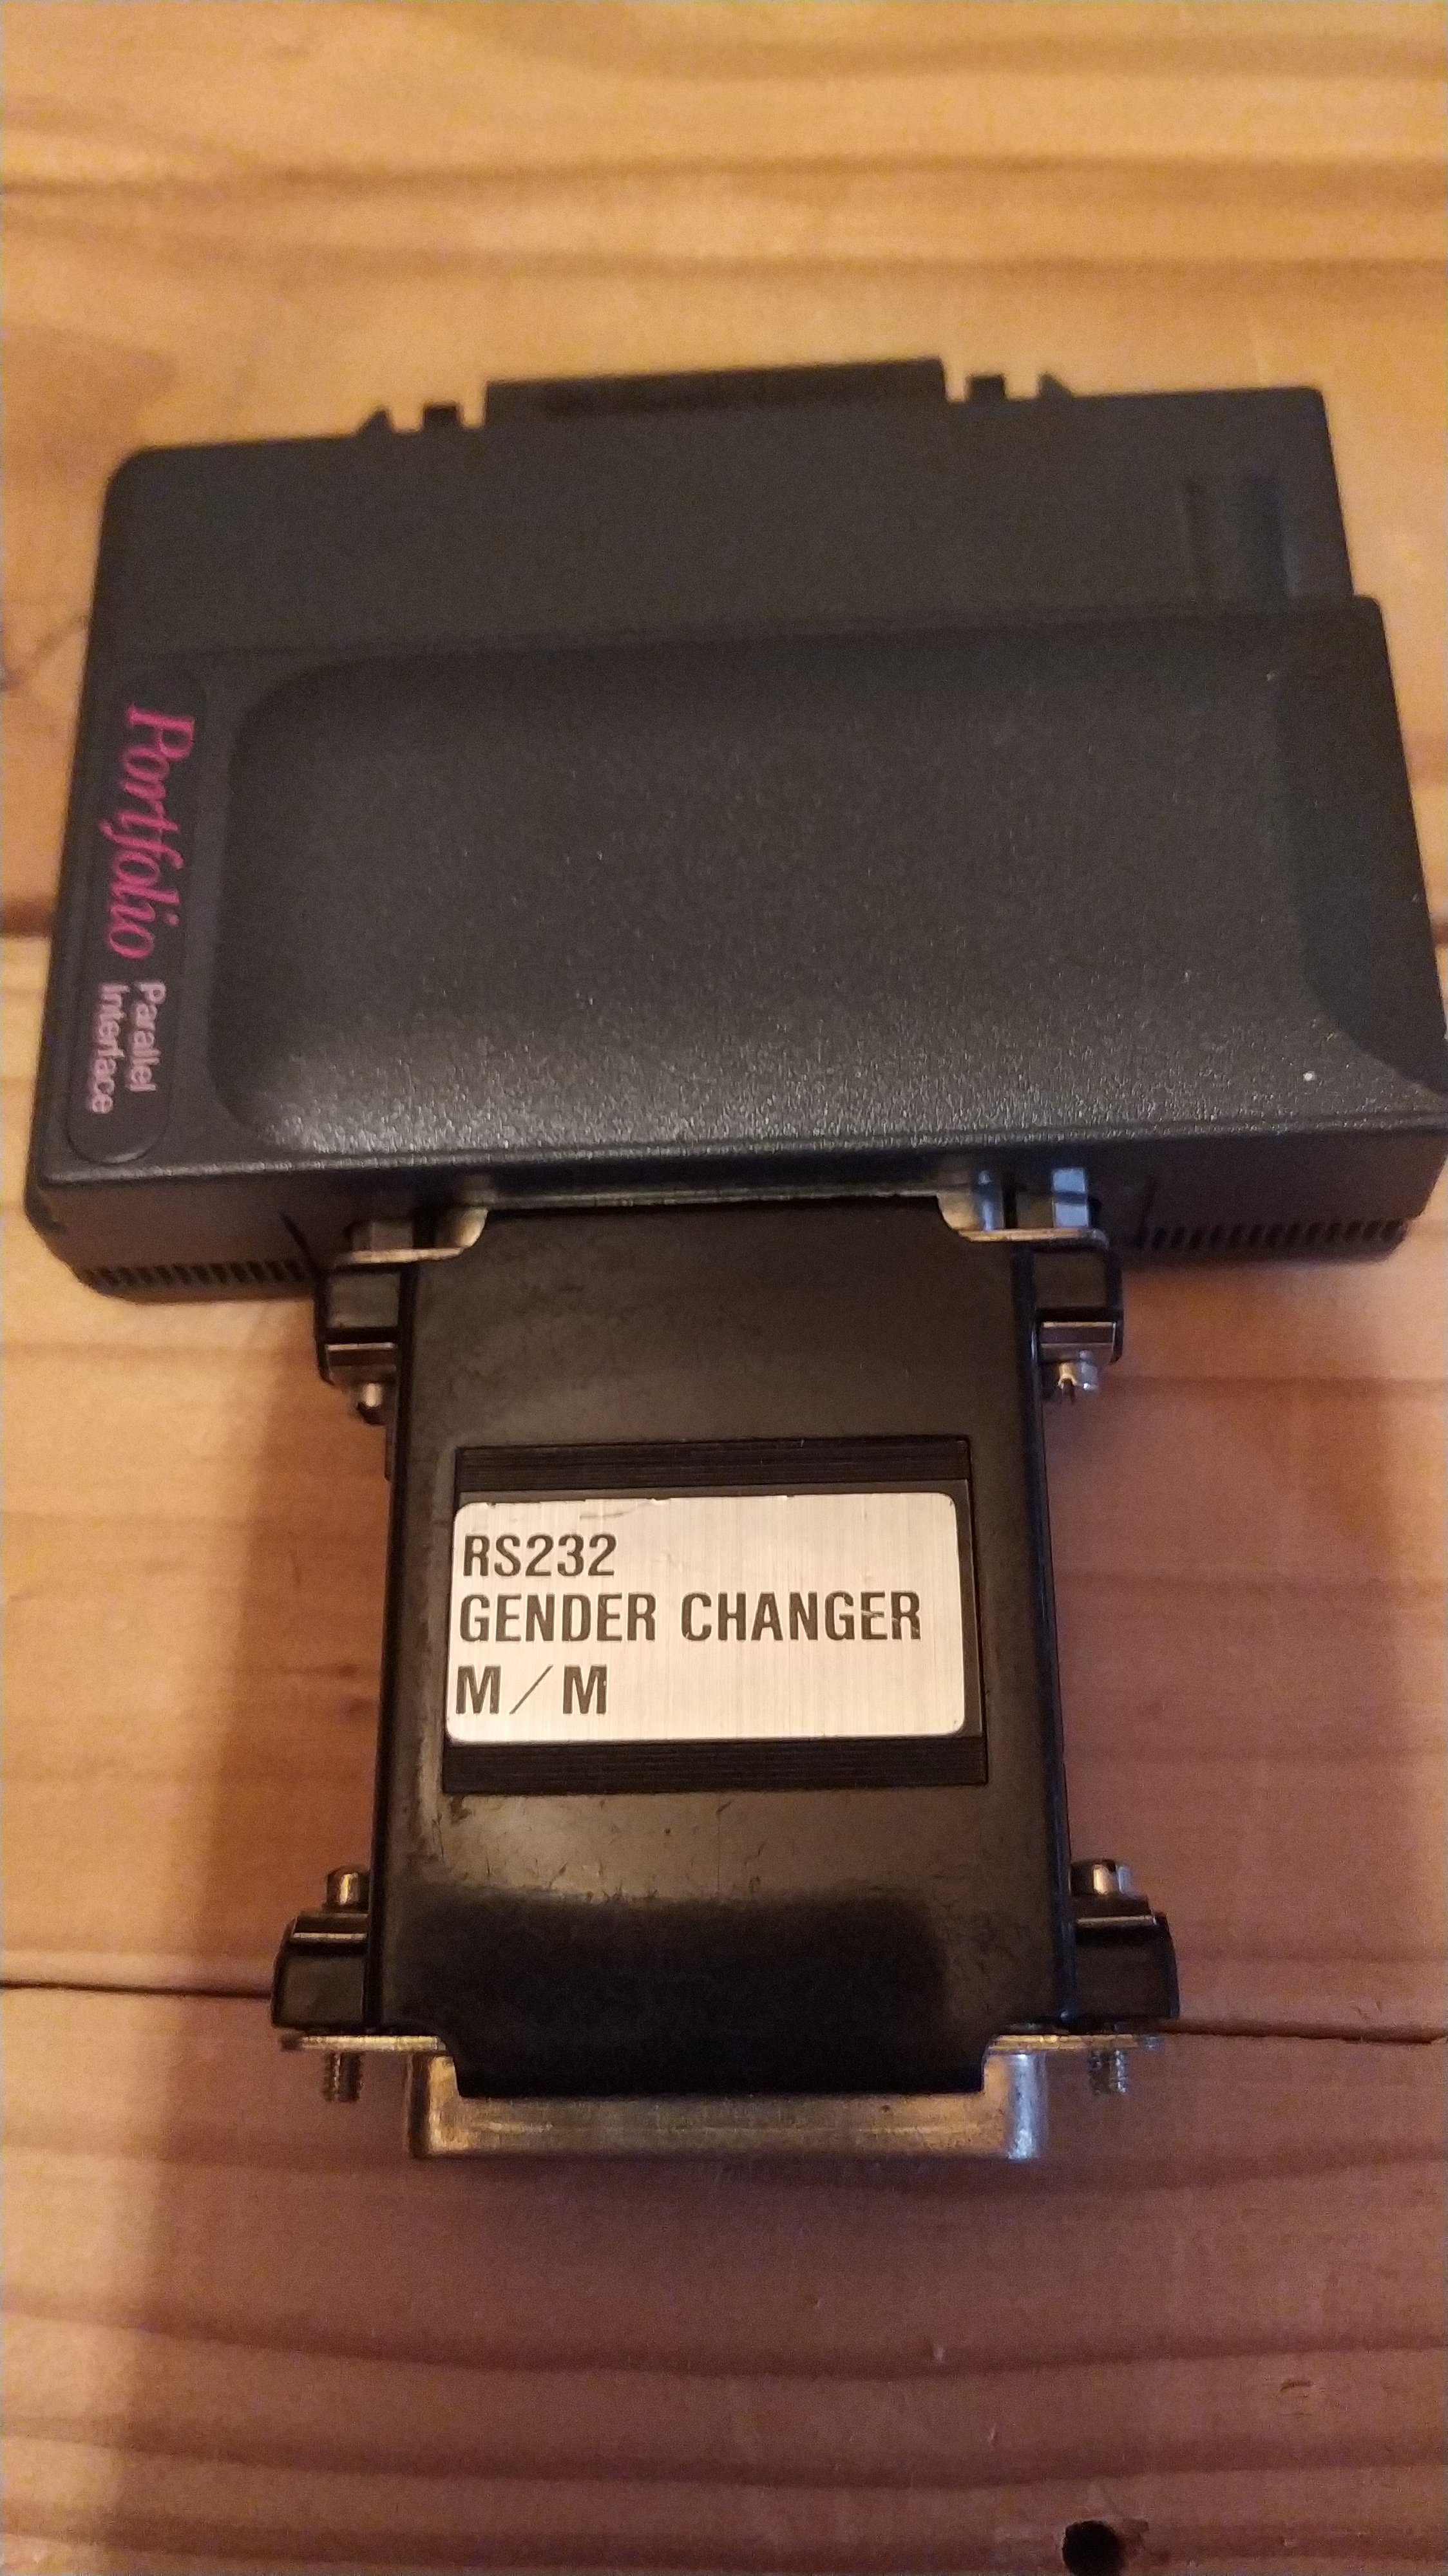 Portfolio
Parallel
Interface
RS232
GENDER CHANGER
M/M